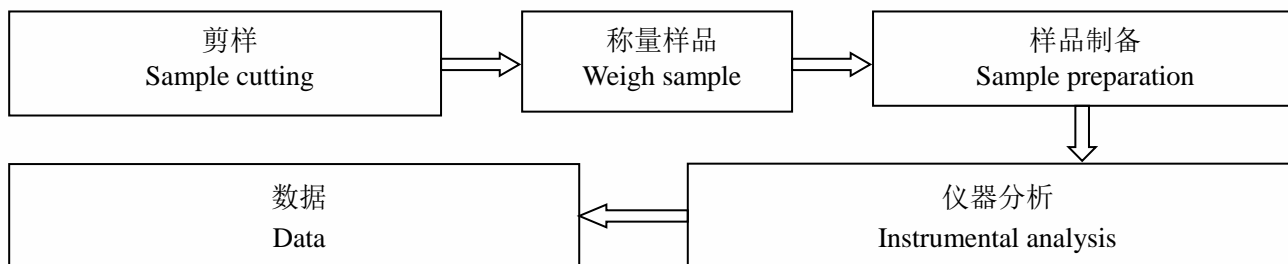 剪样
Sample cutting
称量样品
Weigh sample
样品制备
Sample preparation
仪器分析
Instrumental analysis
数据
Data